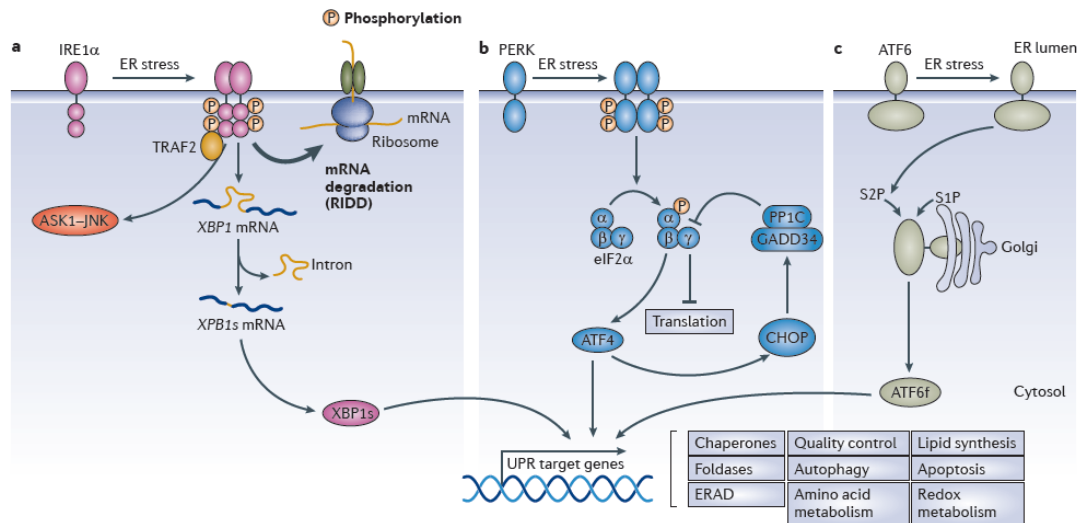 P Phosphorylation
a
IRE1α
ER stress
P P
P P
TRAF2
mRNA
Ribosome
mRNA
degradation
(RIDD)
ASK1–JNK
XBP1 mRNA
Intron
XPB1s mRNA
XBP1s
b
PERK
ER stress
P P
P P
α
β γ
eIF2α
P
α
β γ
PP1C
GADD34
Translation
ATF4
CHOP
c
ATF6
ER stress
ER lumen
S2P
S1P
Golgi
ATF6f
Cytosol
UPR target genes
Chaperones Quality control Lipid synthesis
Foldases Autophagy Apoptosis
ERAD Amino acid
metabolism
Redox
metabolism